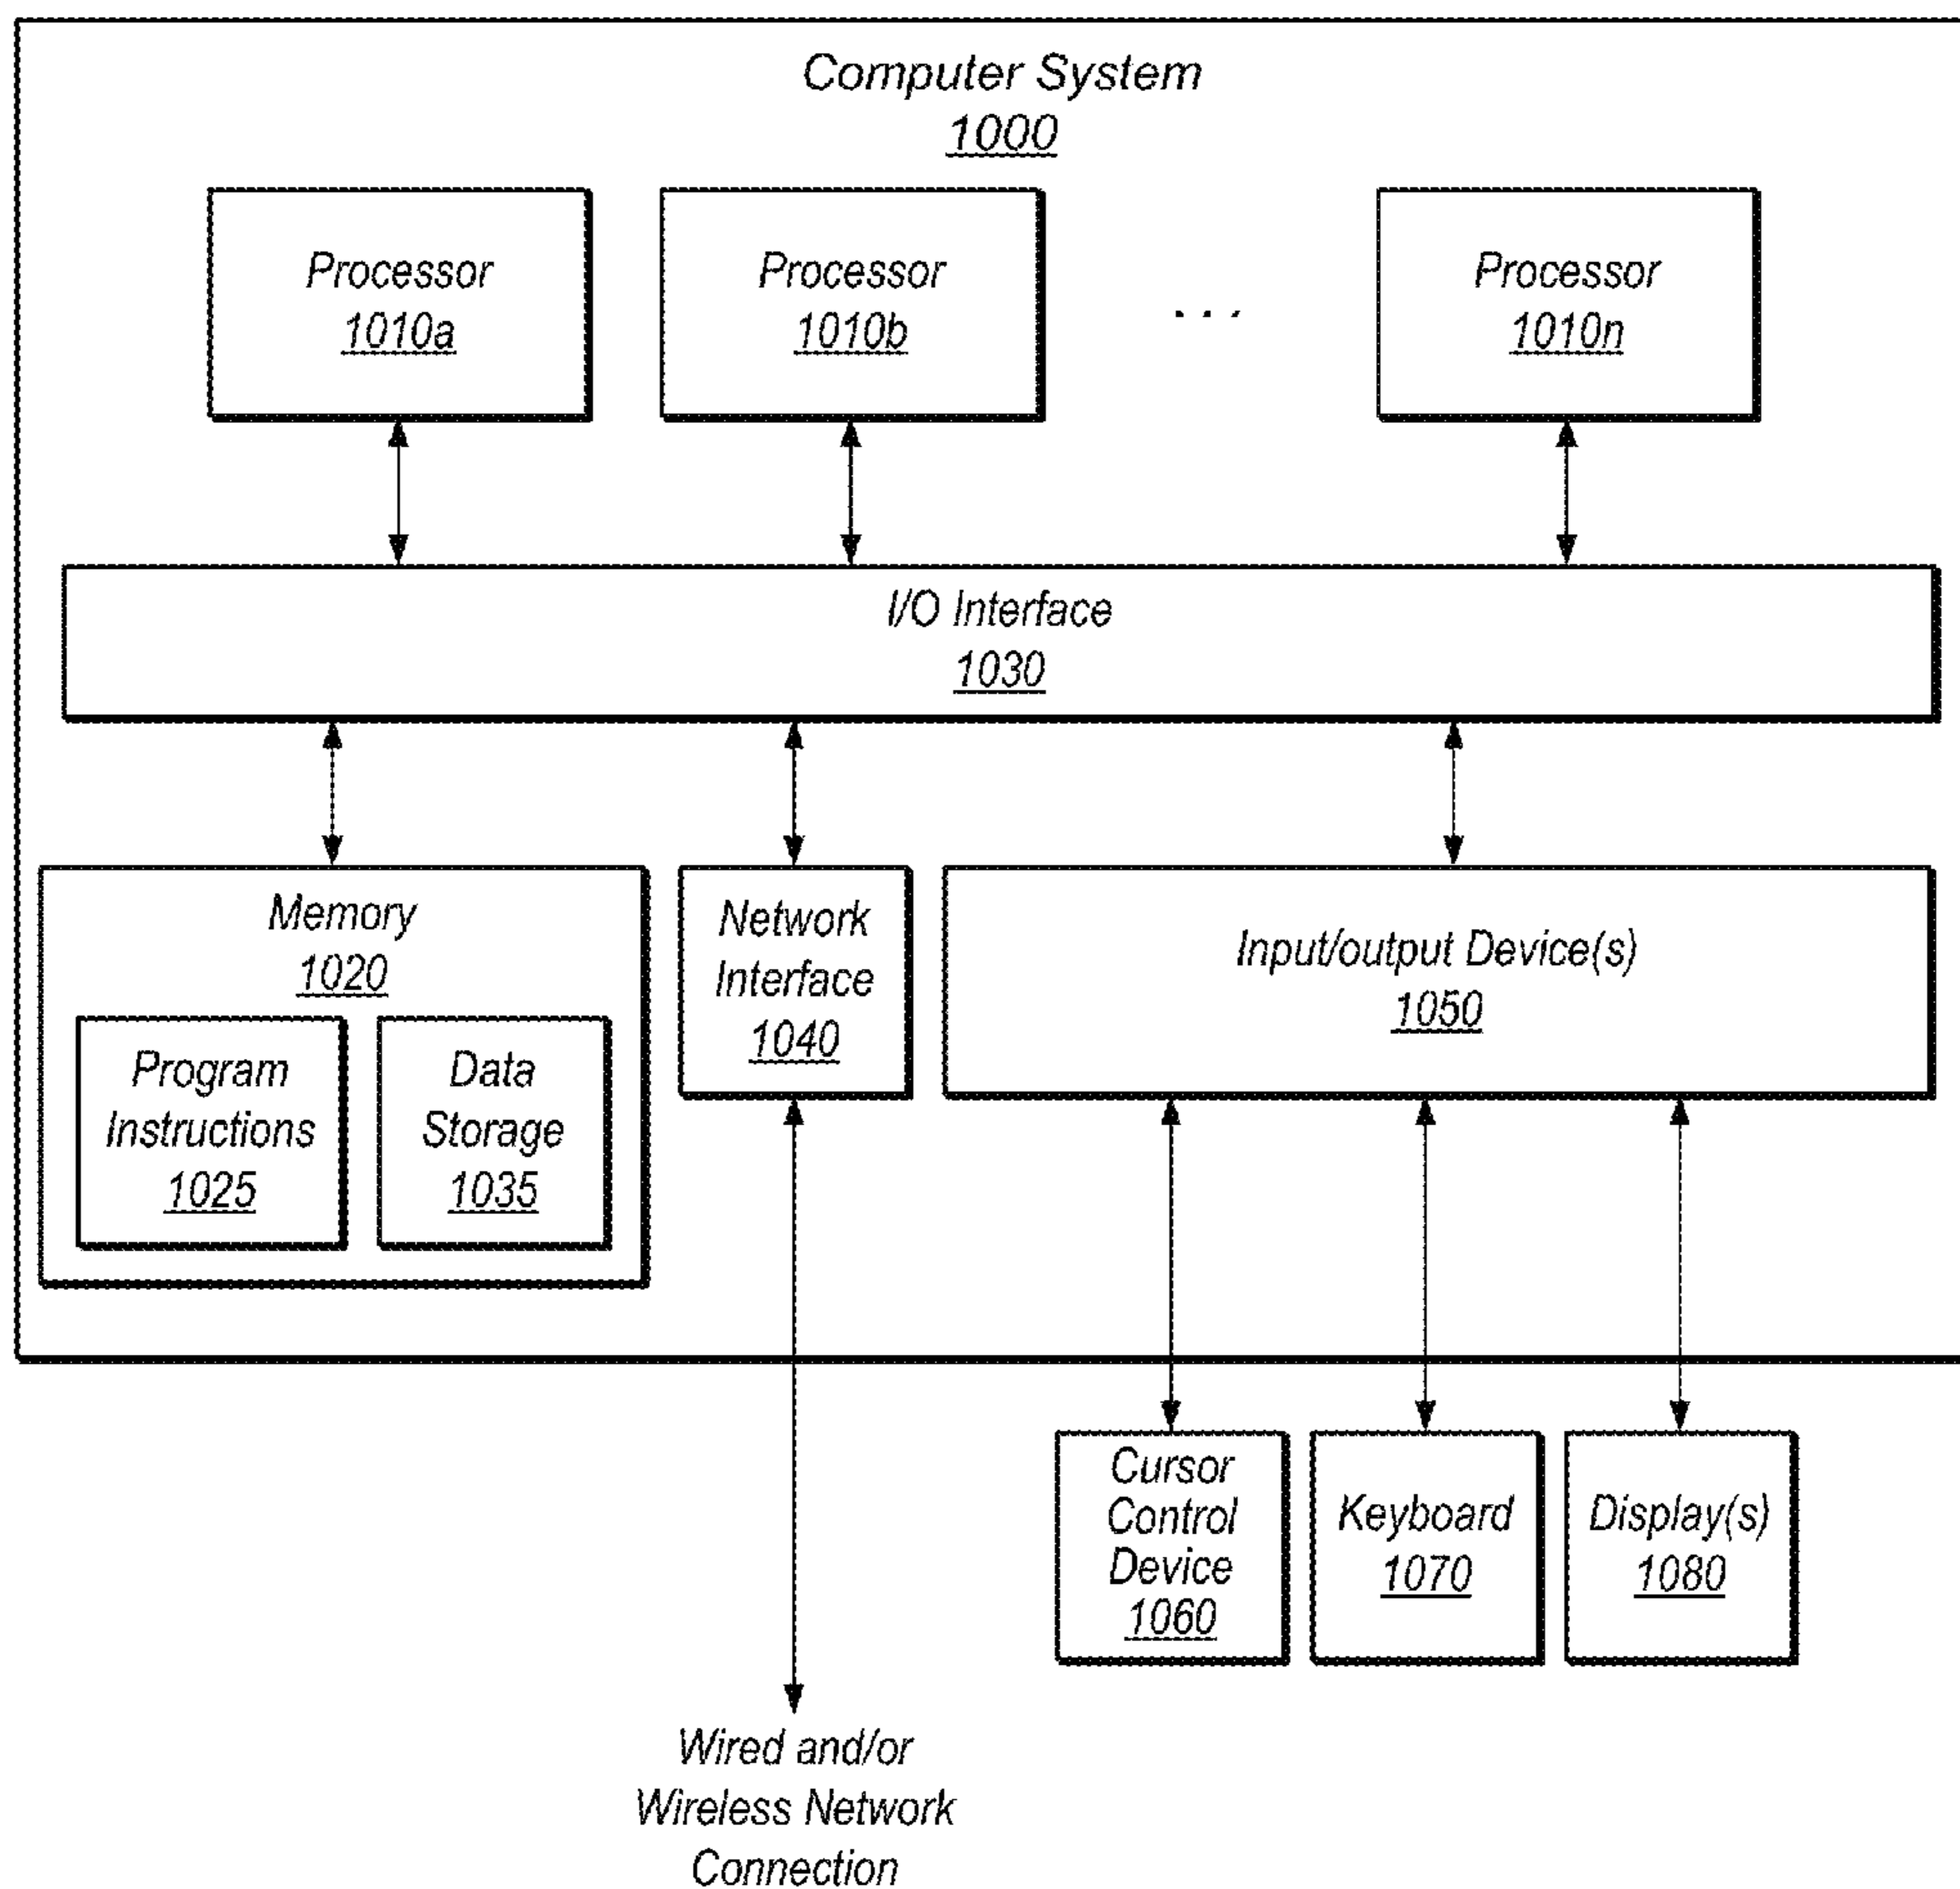 Computer System
1000
Processor
1010a
Processor
1010b
...
Processor
1010n
I/O Interface
1030
Memory
1020
Program
Instructions
1025
Data
Storage
1035
Network
Interface
1040
Input/output Device(s)
1050
Cursor
Control
Device
1060
Keyboard
1070
Display(s)
1080
Wired and/or
Wireless Network
Connection